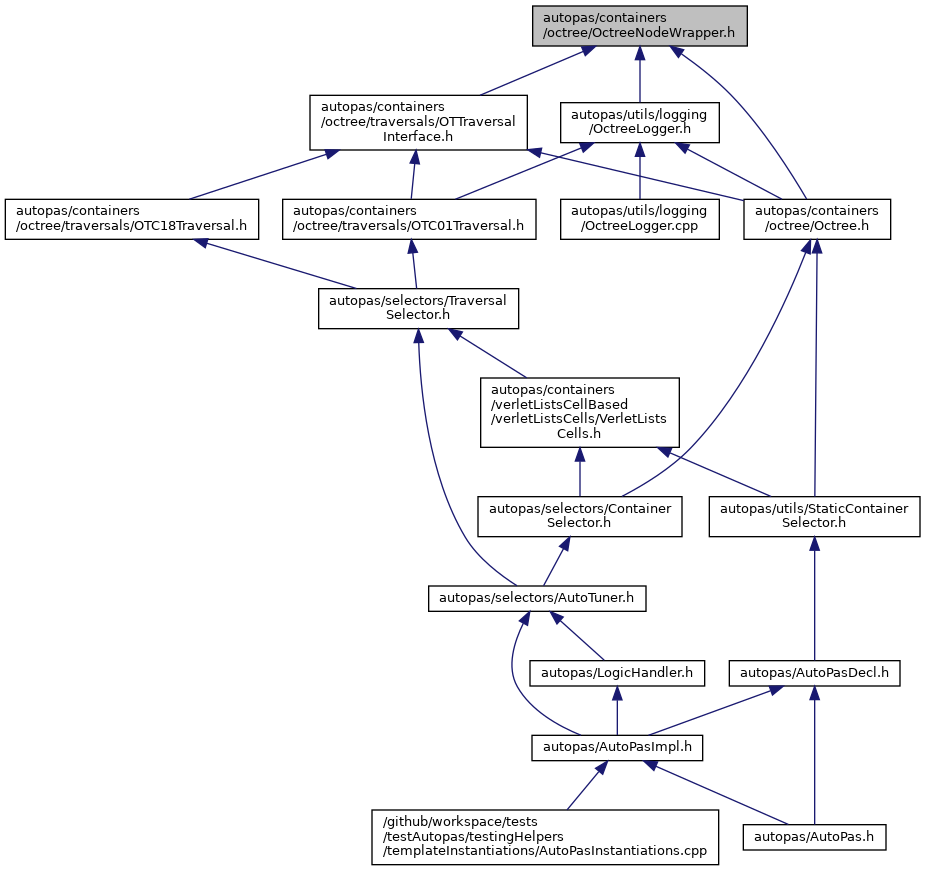 autopas/containers
/octree/OctreeNodeWrapper.h
autopas/containers
/octree/traversals/OTTraversal
Interface.h
autopas/utils/logging
/OctreeLogger.h
autopas/containers
/octree/traversals/OTC18Traversal.h
autopas/containers
/octree/traversals/OTC01Traversal.h
autopas/utils/logging
/OctreeLogger.cpp
autopas/containers
/octree/Octree.h
autopas/selectors/Traversal
Selector.h
autopas/containers
/verletListsCellBased
/verletListsCells/VerletLists
Cells.h
autopas/selectors/Container
Selector.h
autopas/utils/StaticContainer
Selector.h
autopas/selectors/AutoTuner.h
autopas/LogicHandler.h
autopas/AutoPasDecl.h
autopas/AutoPasImpl.h
/github/workspace/tests
/testAutopas/testingHelpers
/templateInstantiations/AutoPasInstantiations.cpp
autopas/AutoPas.h